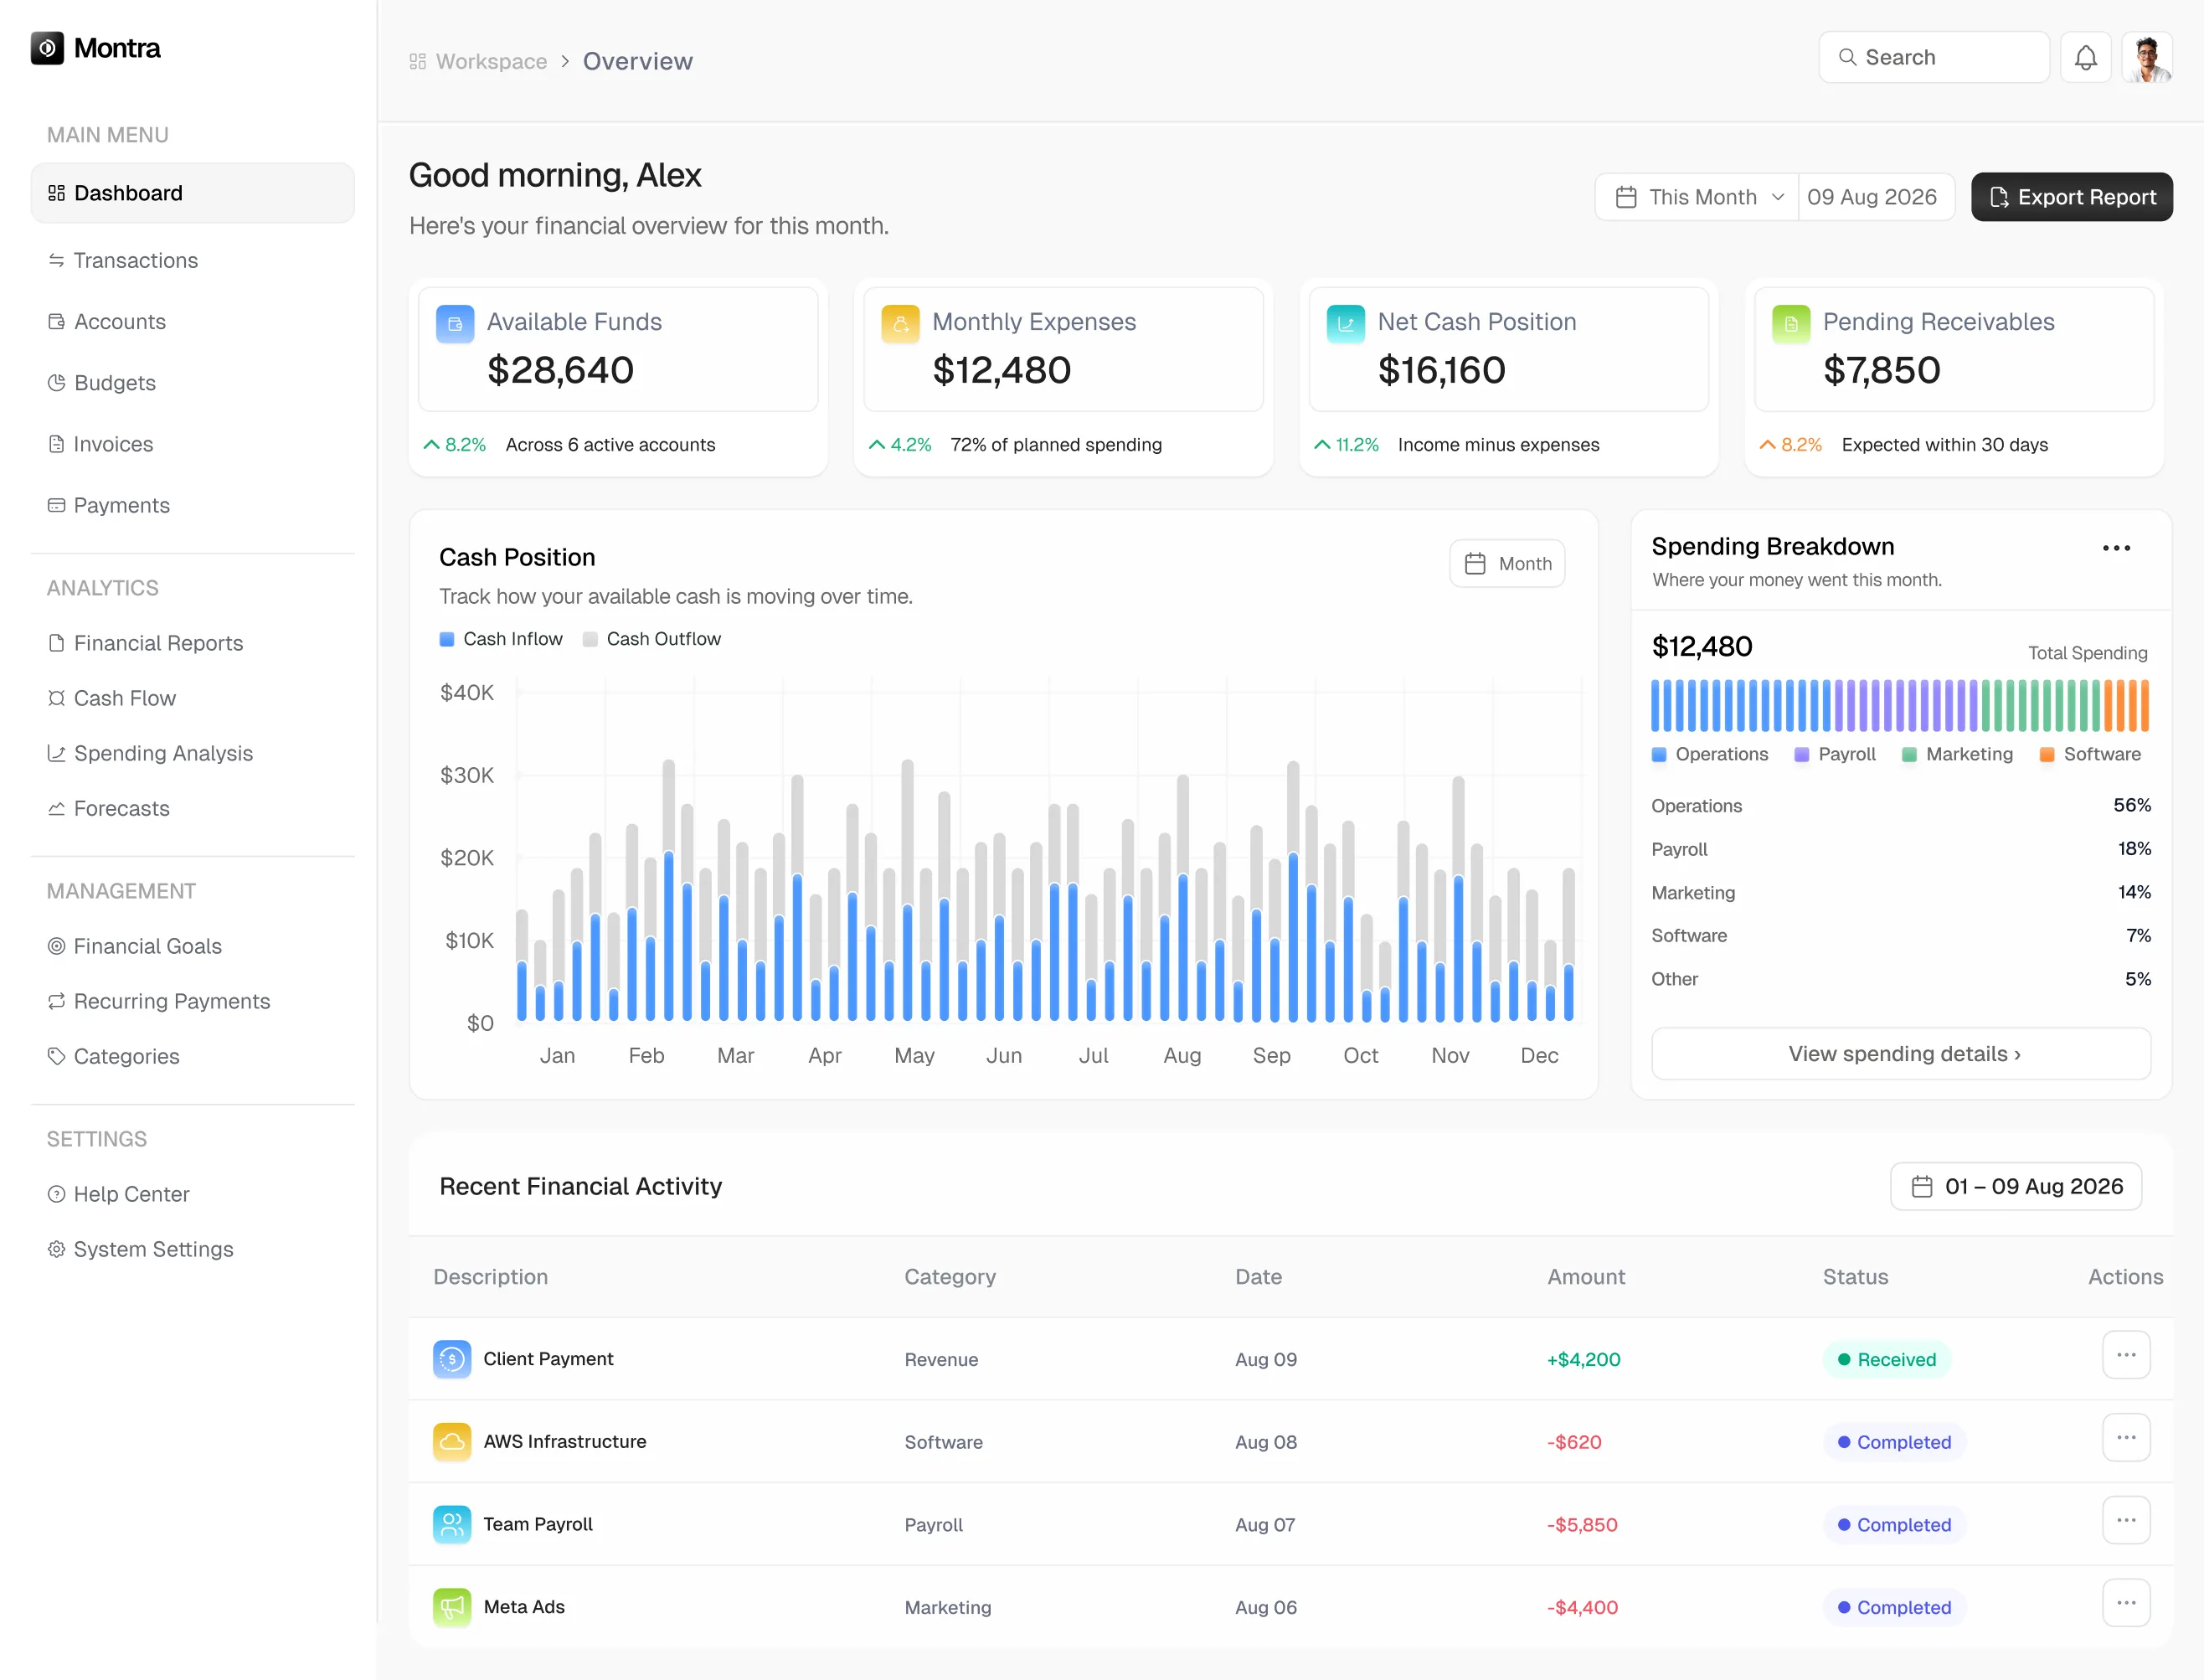 Montra
MAIN MENU
Dashboard
Transactions
Accounts
Budgets
Invoices
Payments
ANALYTICS
Financial Reports
Cash Flow
Spending Analysis
Forecasts
MANAGEMENT
Financial Goals
Recurring Payments
Categories
SETTINGS
Help Center
System Settings
Workspace > Overview
Search
Good morning, Alex
Here's your financial overview for this month.
This Month
09 Aug 2026
Export Report
Available Funds
$28,640
8.2% Across 6 active accounts
Monthly Expenses
$12,480
4.2% 72% of planned spending
Net Cash Position
$16,160
11.2% Income minus expenses
Pending Receivables
$7,850
8.2% Expected within 30 days
Cash Position
Track how your available cash is moving over time.
Month
Cash Inflow Cash Outflow
$40K
$30K
$20K
$10K
$0
Jan Feb Mar Apr May Jun Jul Aug Sep Oct Nov Dec
Spending Breakdown
Where your money went this month.
$12,480 Total Spending
Operations Payroll Marketing Software
Operations 56%
Payroll 18%
Marketing 14%
Software 7%
Other 5%
View spending details ›
Recent Financial Activity
01 – 09 Aug 2026
Description Category Date Amount Status Actions
Client Payment Revenue Aug 09 +$4,200 Received
AWS Infrastructure Software Aug 08 -$620 Completed
Team Payroll Payroll Aug 07 -$5,850 Completed
Meta Ads Marketing Aug 06 -$4,400 Completed